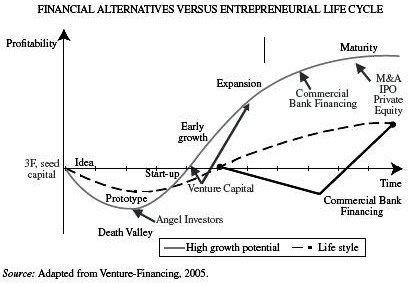 FINANCIAL ALTERNATIVES VERSUS ENTREPRENEURIAL LIFE CYCLE
Profitability
Maturity
Expansion
M&A
IPO
Private
Equity
Commercial
Bank Financing
Early
growth
3F, seed
capital
Idea
Start-up
Time
Prototype
Venture Capital
Commercial Bank
Financing
Angel Investors
Death Valley
High growth potential
Life style
Source: Adapted from Venture-Financing, 2005.